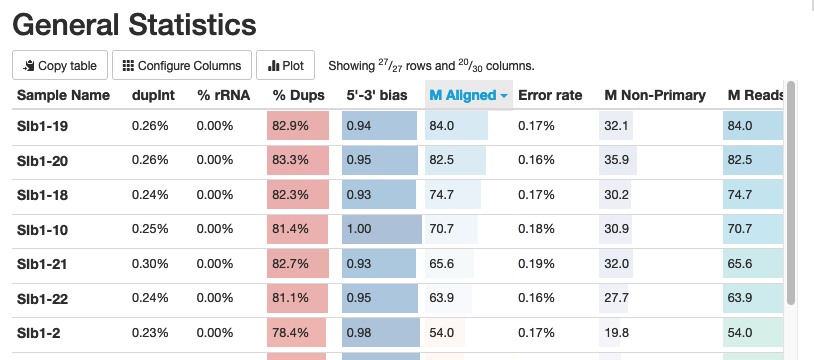 General Statistics
Copy table Configure Columns Plot Showing 27/27 rows and 20/30 columns.
Sample Name dupInt % rRNA % Dups 5'-3' bias M Aligned Error rate M Non-Primary M Reads
Slb1-19 0.26% 0.00% 82.9% 0.94 84.0 0.17% 32.1 84.0
Slb1-20 0.26% 0.00% 83.3% 0.95 82.5 0.16% 35.9 82.5
Slb1-18 0.24% 0.00% 82.3% 0.93 74.7 0.17% 30.2 74.7
Slb1-10 0.25% 0.00% 81.4% 1.00 70.7 0.18% 30.9 70.7
Slb1-21 0.30% 0.00% 82.7% 0.93 65.6 0.19% 32.0 65.6
Slb1-22 0.24% 0.00% 81.1% 0.95 63.9 0.16% 27.7 63.9
Slb1-2 0.23% 0.00% 78.4% 0.98 54.0 0.17% 19.8 54.0